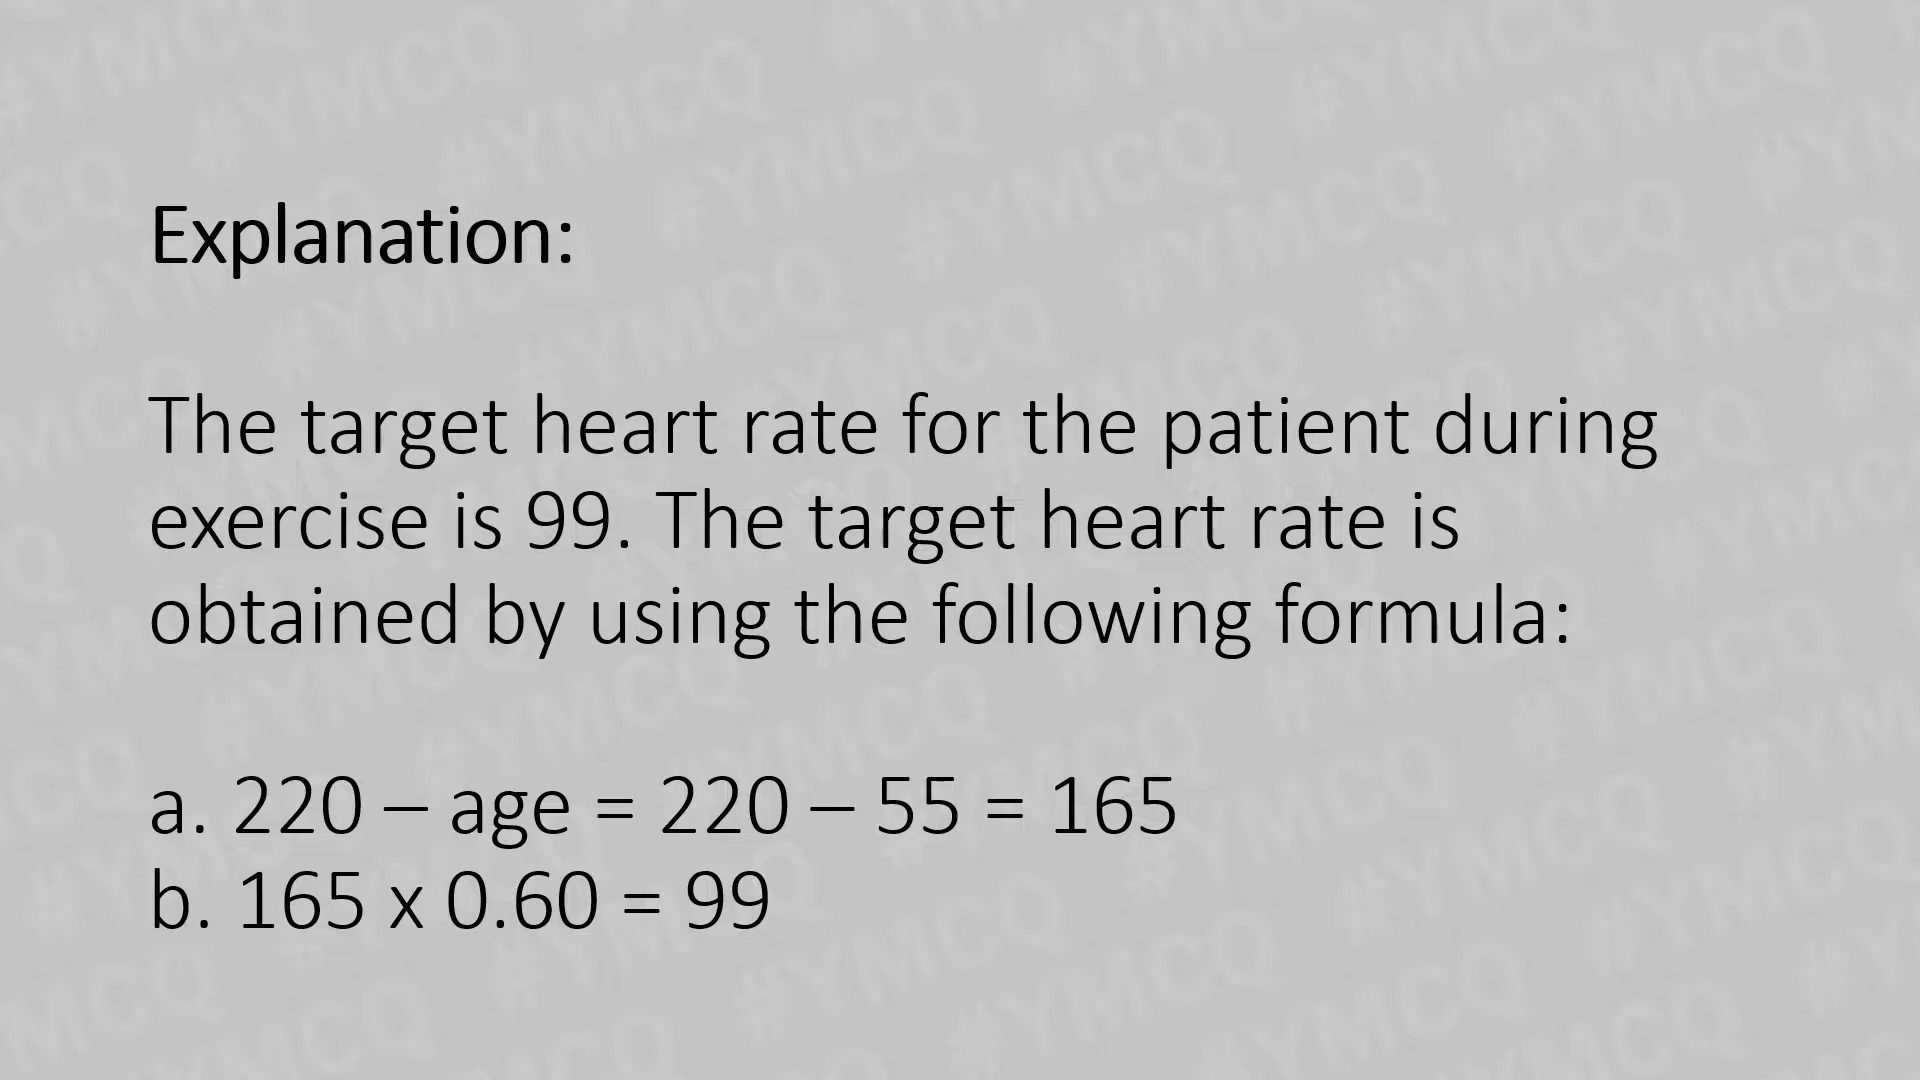 Explanation:
The target heart rate for the patient during
exercise is 99. The target heart rate is
obtained by using the following formula:
a. 220 – age = 220 – 55 = 165
b. 165 x 0.60 = 99
#YMCQ